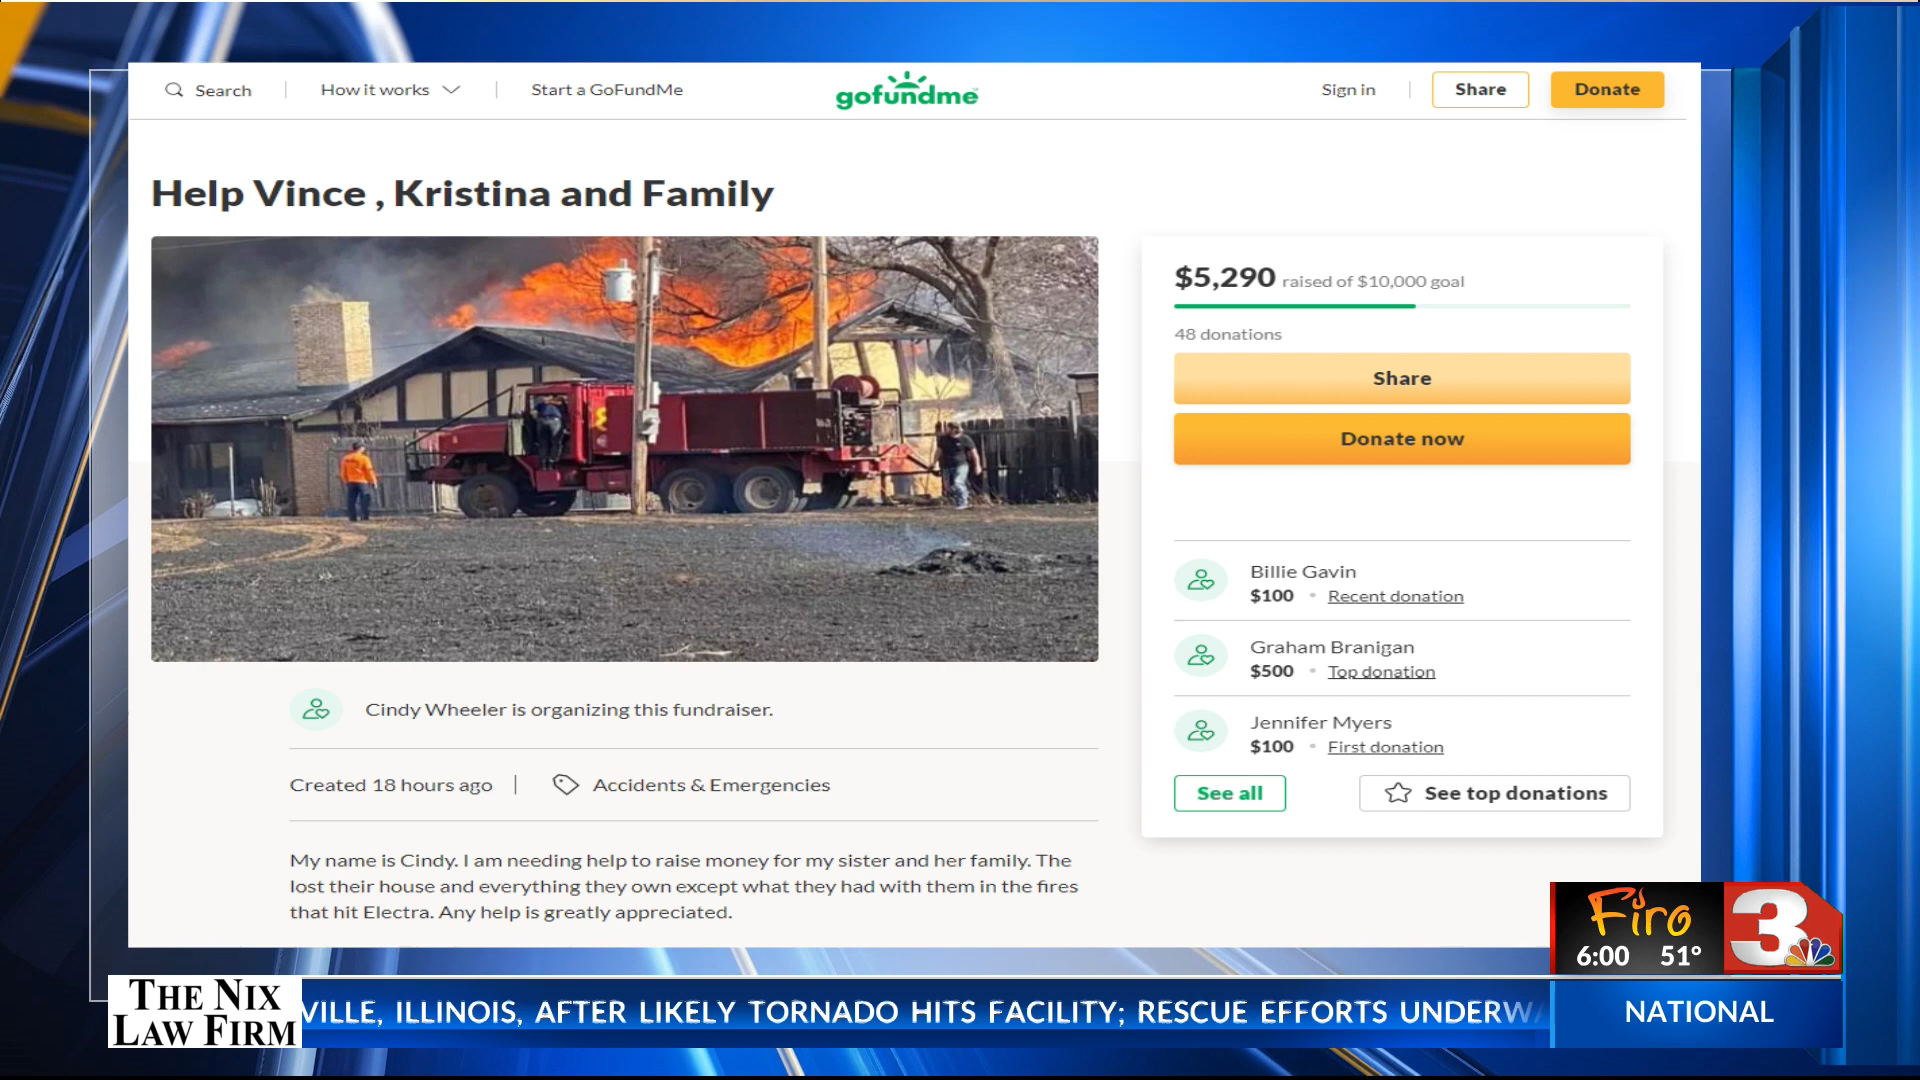 Search
How it works
Start a GoFundMe
gofundme
Sign in
Share
Donate
Help Vince , Kristina and Family
$5,290 raised of $10,000 goal
48 donations
Share
Donate now
Billie Gavin
$100 • Recent donation
Graham Branigan
$500 • Top donation
Jennifer Myers
$100 • First donation
See all
See top donations
Cindy Wheeler is organizing this fundraiser.
Created 18 hours ago
Accidents & Emergencies
My name is Cindy. I am needing help to raise money for my sister and her family. The
lost their house and everything they own except what they had with them in the fires
that hit Electra. Any help is greatly appreciated.
Firo
6:00 51°
3
THE NIX
LAW FIRM
VILLE, ILLINOIS, AFTER LIKELY TORNADO HITS FACILITY; RESCUE EFFORTS UNDERWA
NATIONAL